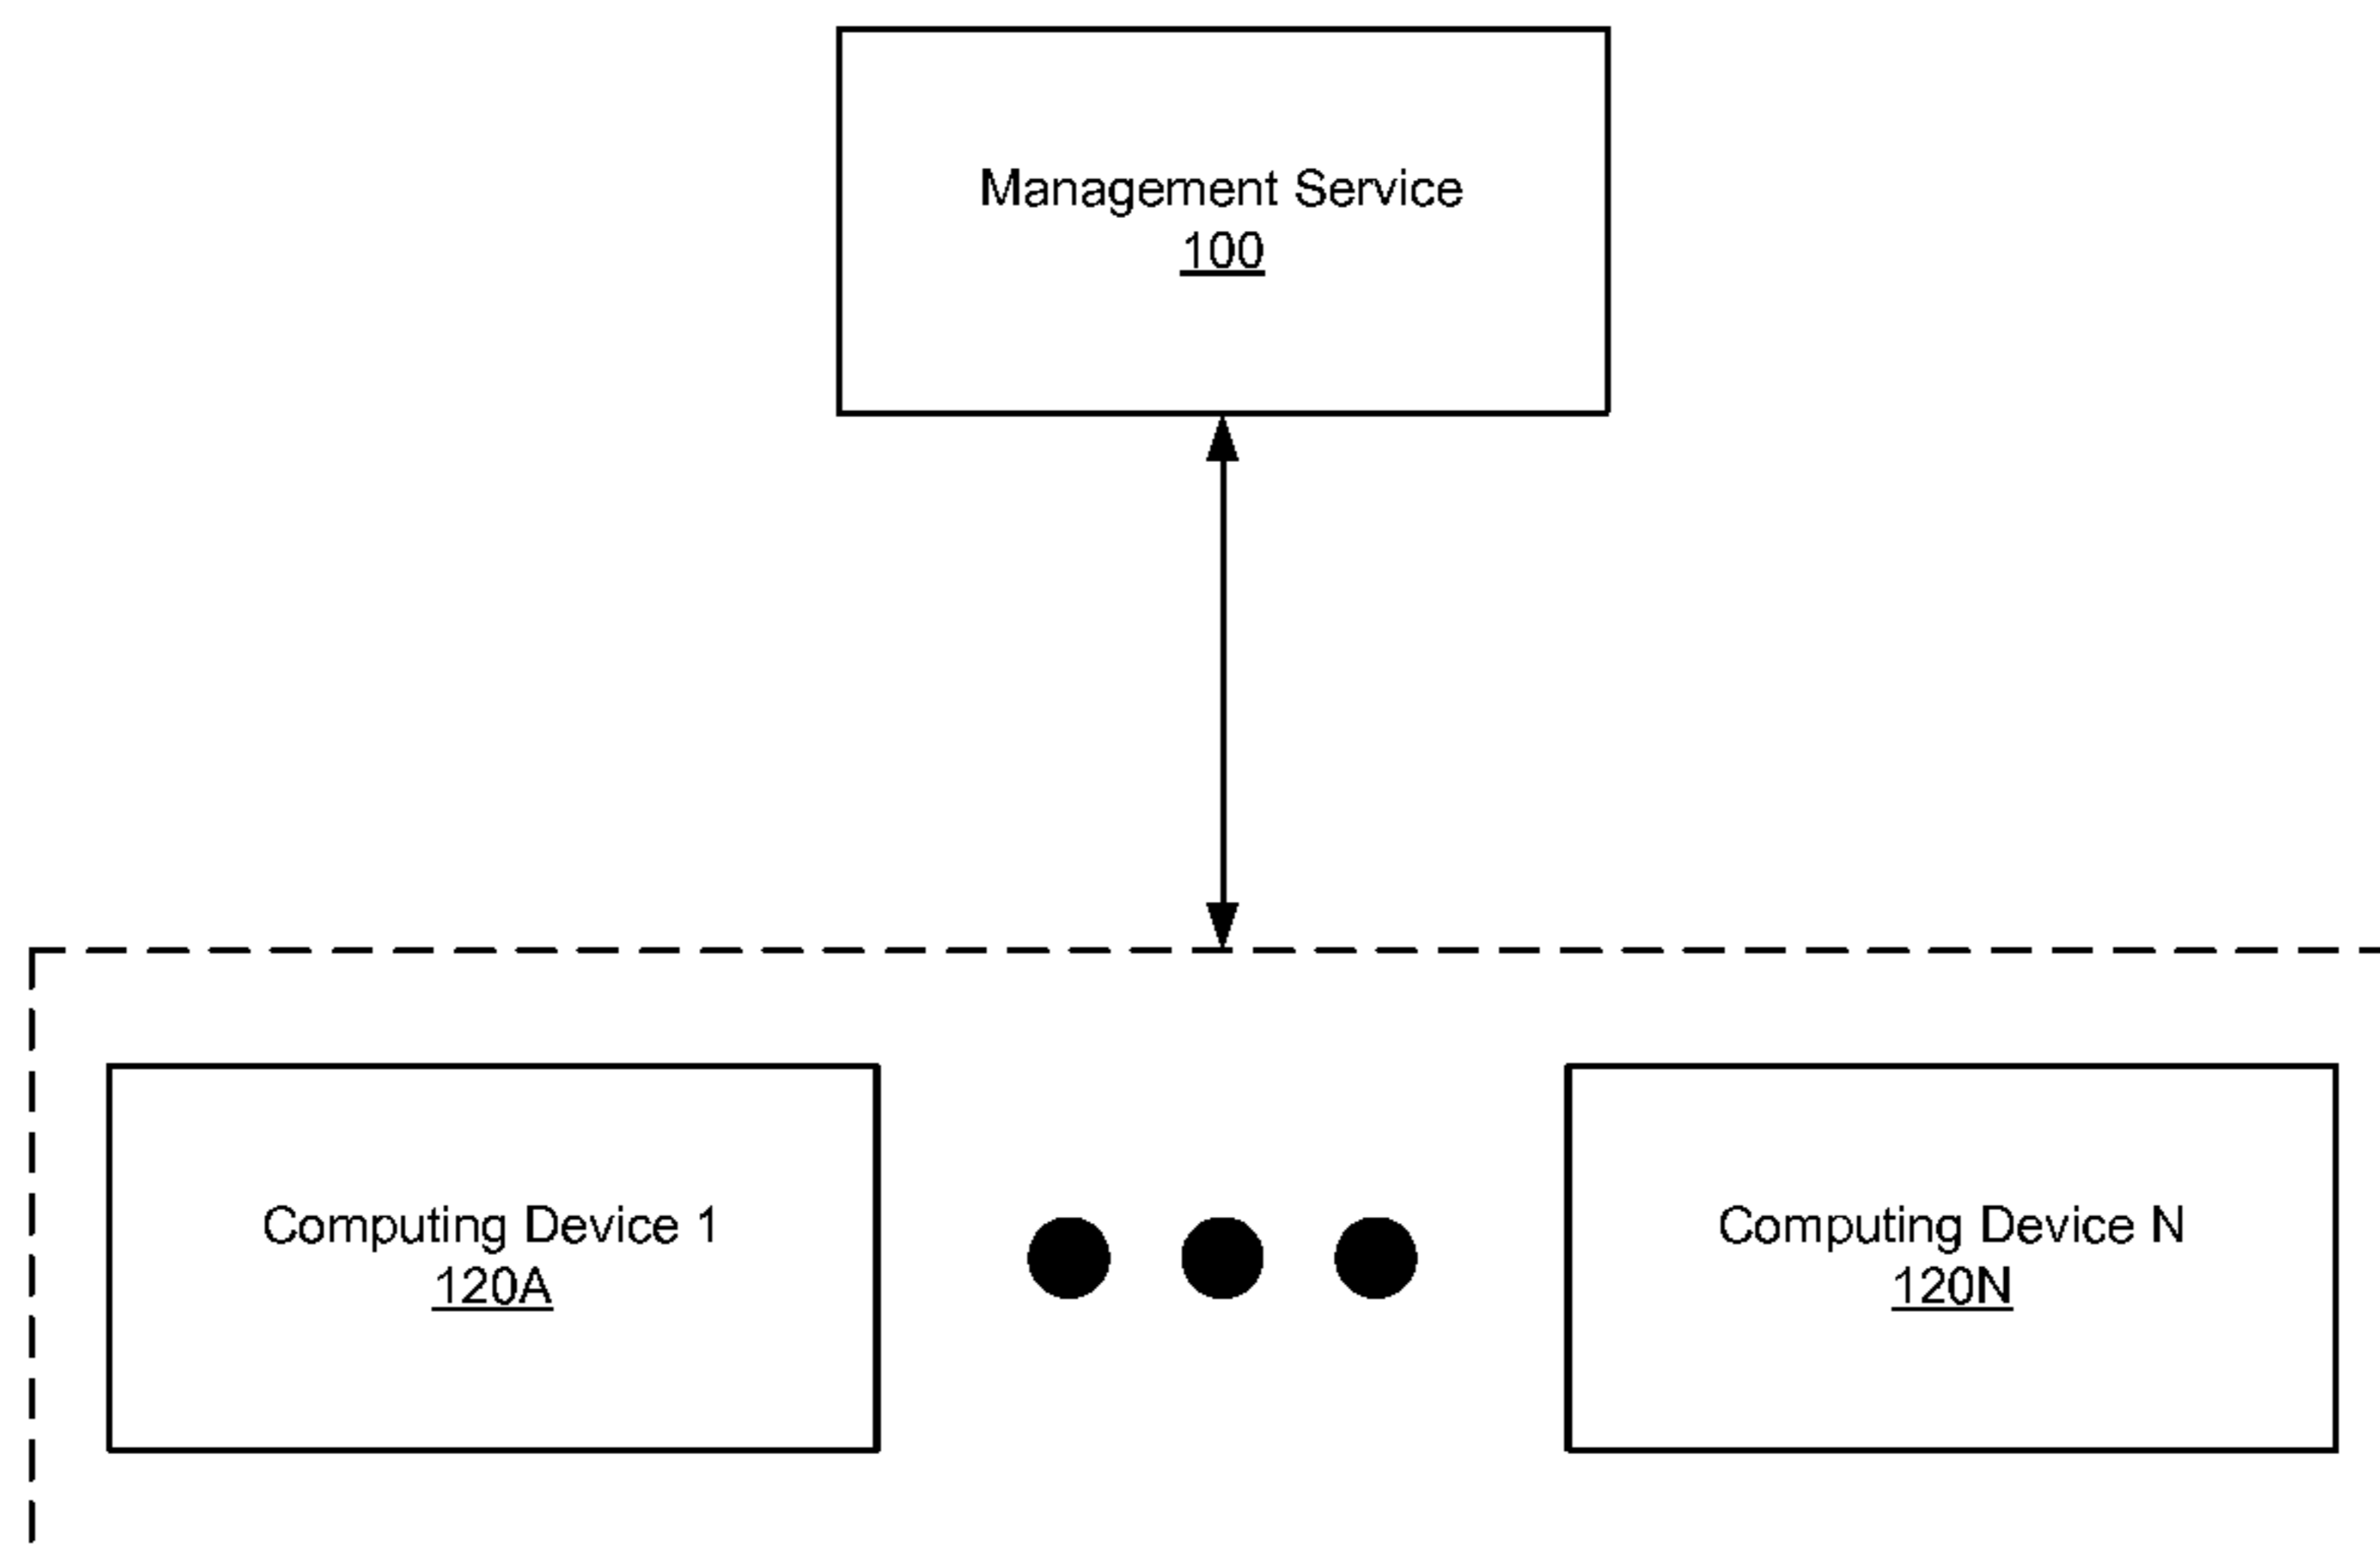 Management Service
100
Computing Device 1
120A
Computing Device N
120N